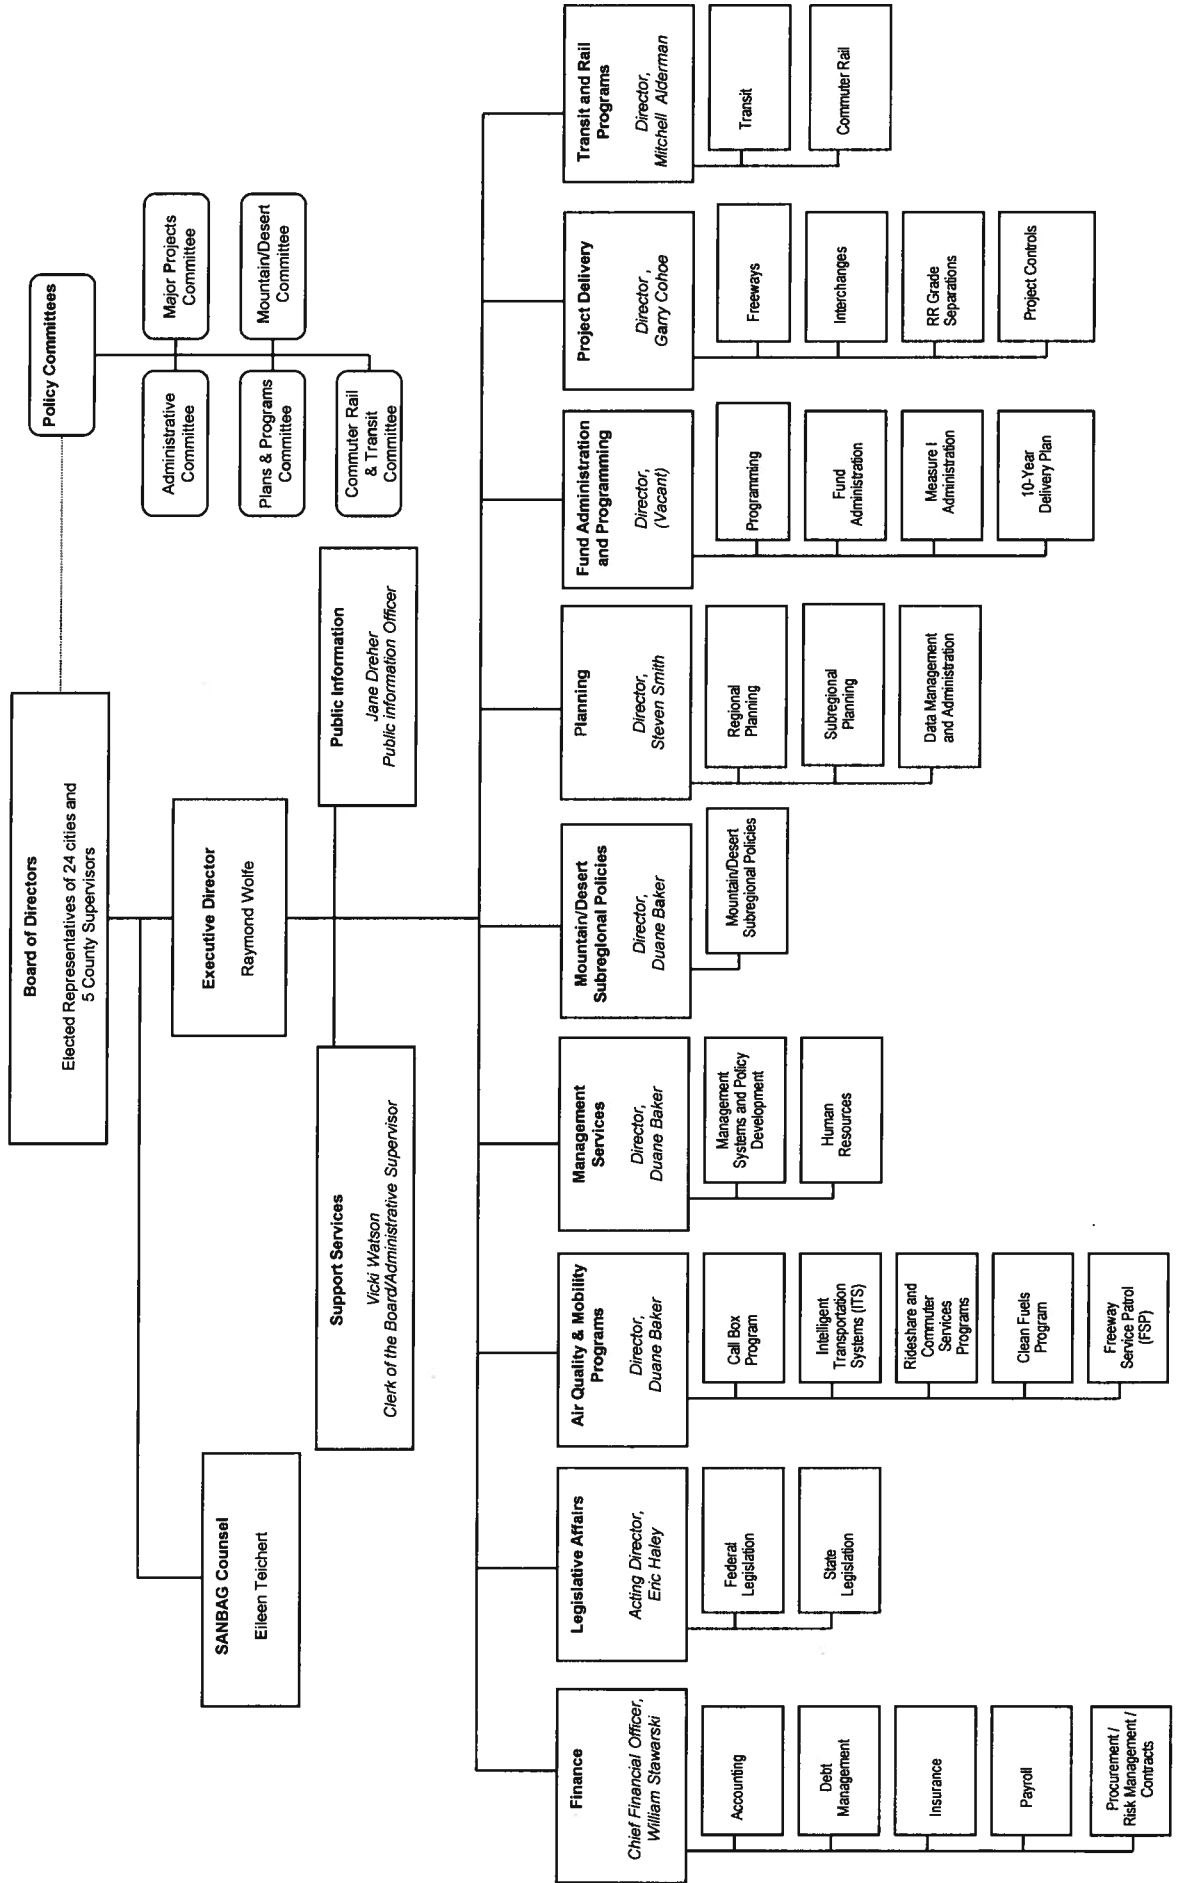 Board of Directors
Elected Representatives of 24 cities and
5 County Supervisors
Policy Committees
Administrative
Committee
Major Projects
Committee
Plans & Programs
Committee
Mountain/Desert
Committee
Commuter Rail
& Transit
Committee
SANBAG Counsel
Eileen Teichert
Executive Director
Raymond Wolfe
Support Services
Vicki Watson
Clerk of the Board/Administrative Supervisor
Public Information
Jane Dreher
Public information Officer
Finance
Chief Financial Officer,
William Stawarski
Accounting
Debt
Management
Insurance
Payroll
Procurement /
Risk Management /
Contracts
Legislative Affairs
Acting Director,
Eric Haley
Federal
Legislation
State
Legislation
Air Quality & Mobility
Programs
Director,
Duane Baker
Call Box
Program
Intelligent
Transportation
Systems (ITS)
Rideshare and
Commuter
Services
Programs
Clean Fuels
Program
Freeway
Service Patrol
(FSP)
Management
Services
Director,
Duane Baker
Management
Systems and Policy
Development
Human
Resources
Mountain/Desert
Subregional Policies
Director,
Duane Baker
Mountain/Desert
Subregional Policies
Planning
Director,
Steven Smith
Regional
Planning
Subregional
Planning
Data Management
and Administration
Fund Administration
and Programming
Director,
(Vacant)
Programming
Fund
Administration
Measure I
Administration
10-Year
Delivery Plan
Project Delivery
Director,
Garry Cohoe
Freeways
Interchanges
RR Grade
Separations
Project Controls
Transit and Rail
Programs
Director,
Mitchell Alderman
Transit
Commuter Rail